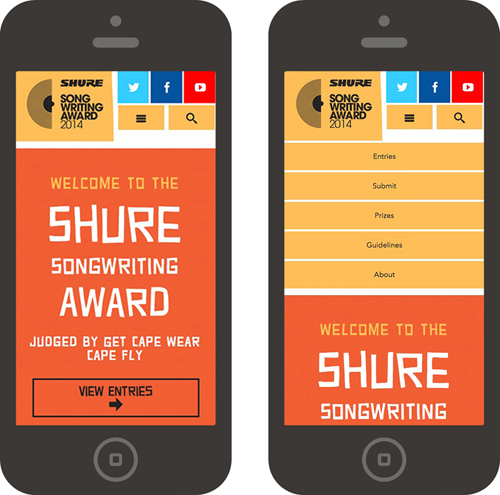 SHURE
SONG
WRITING
AWARD
2014
WELCOME TO THE
SHURE
SONGWRITING
AWARD
JUDGED BY GET CAPE WEAR
CAPE FLY
VIEW ENTRIES
SHURE
SONG
WRITING
AWARD
2014
Entries
Submit
Prizes
Guidelines
About
WELCOME TO THE
SHURE
SONGWRITING